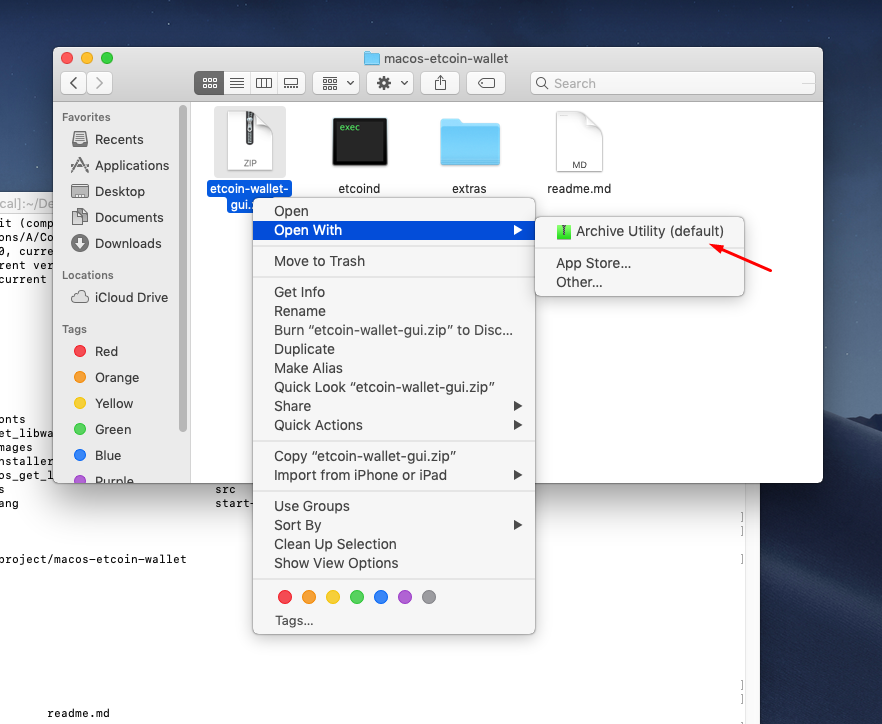 macos-etcoin-wallet
Search
Favorites
Recents
Applications
Desktop
Documents
Downloads
Locations
iCloud Drive
Tags
Red
Orange
Yellow
Green
Blue
Purple
ZIP
etcoin-wallet-
gui.
exec
etcoind
extras
MD
readme.md
Open
Open With
Move to Trash
Get Info
Rename
Burn “etcoin-wallet-gui.zip” to Disc...
Duplicate
Make Alias
Quick Look “etcoin-wallet-gui.zip”
Share
Quick Actions
Copy “etcoin-wallet-gui.zip”
Import from iPhone or iPad
Use Groups
Sort By
Clean Up Selection
Show View Options
Tags...
Archive Utility (default)
App Store...
Other...
cal]:~/De
it (comp
ons/A/Co
0, curre
rent ver
current
onts
et_libwa
mages
nstaller
os_get_l
s src
ang start-
project/macos-etcoin-wallet
readme.md